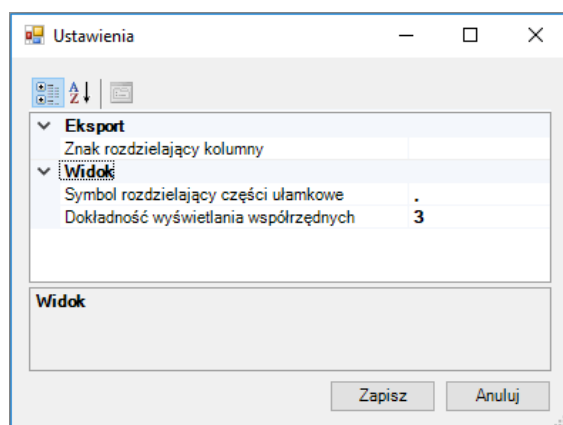 Ustawienia
Eksport
Znak rozdzielający kolumny
Widok
Symbol rozdzielający części ułamkowe .
Dokładność wyświetlania współrzędnych 3
Widok
Zapisz Anuluj